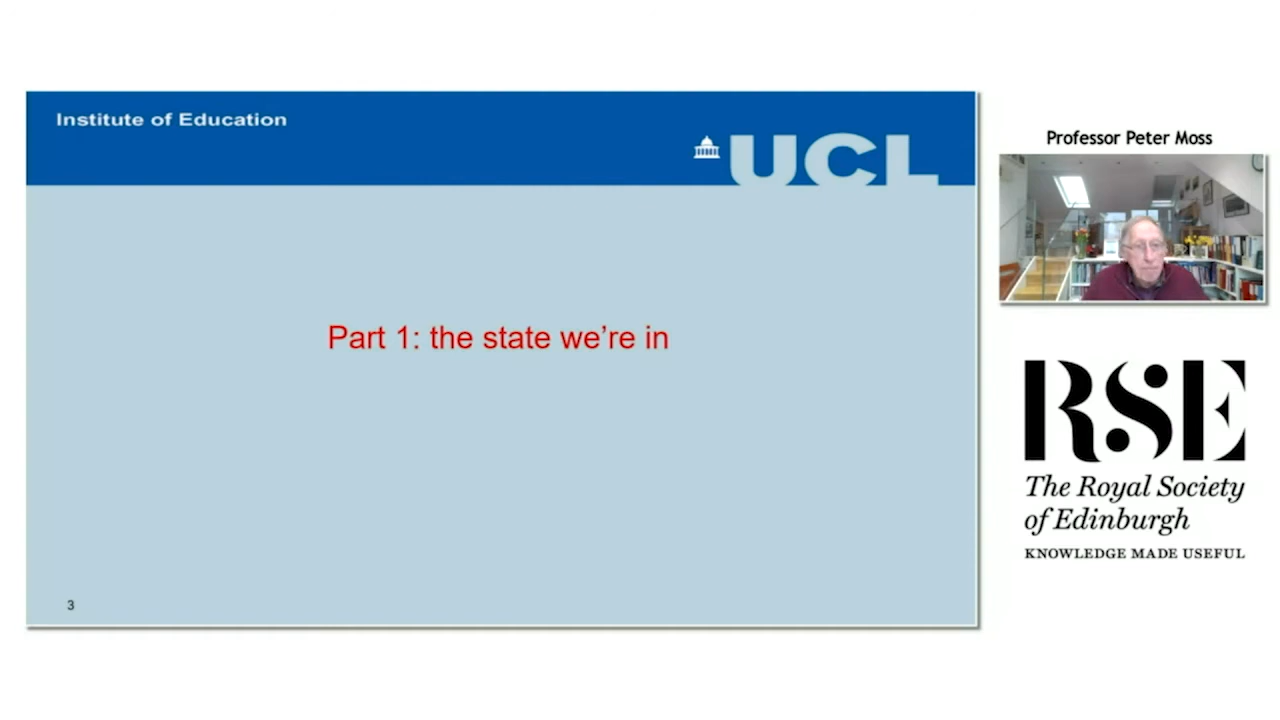 Institute of Education
UCL
Part 1: the state we're in
3
Professor Peter Moss
RSE
The Royal Society
of Edinburgh
KNOWLEDGE MADE USEFUL